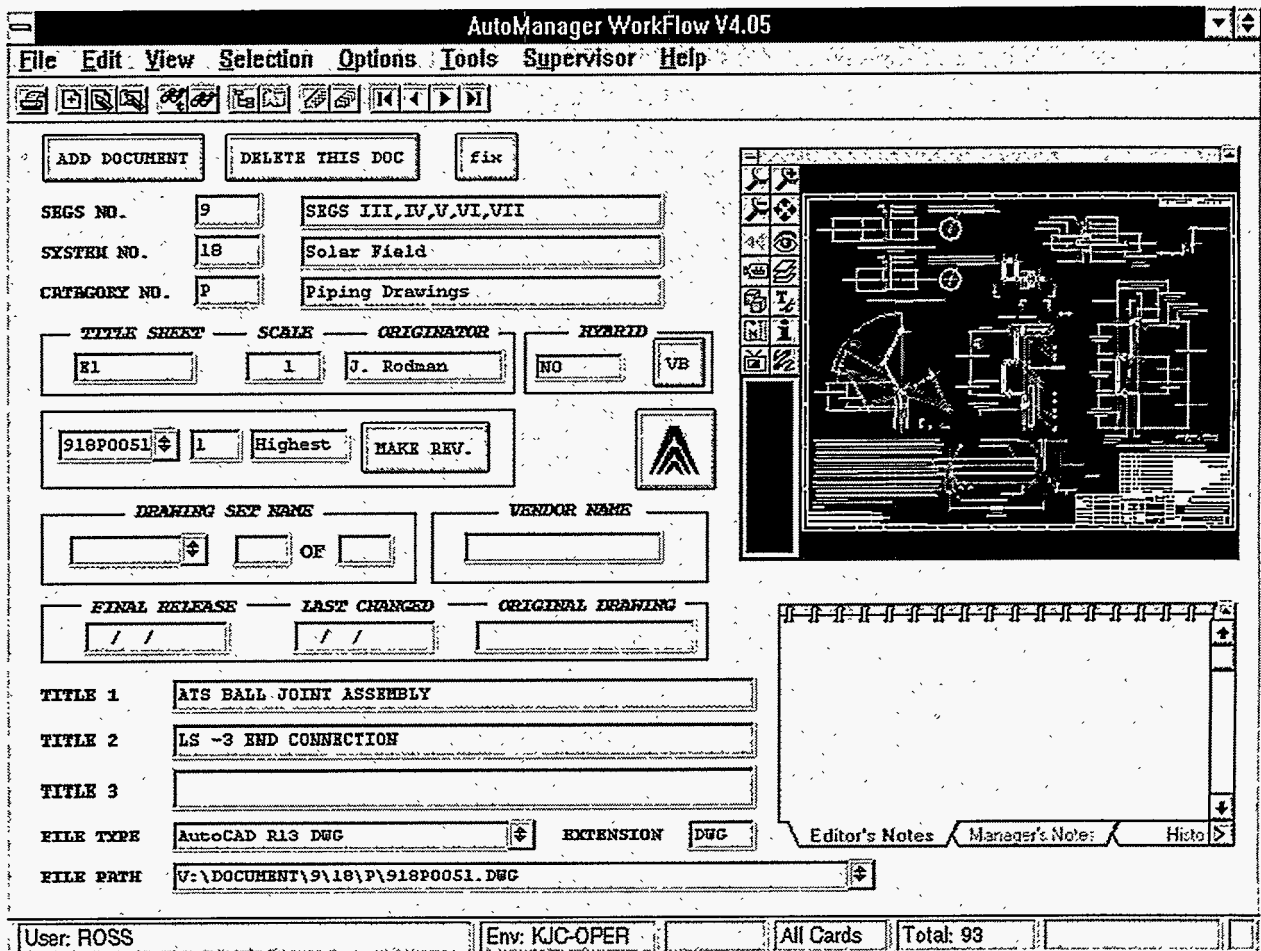 AutoManager WorkFlow V4.05
File Edit View Selection Options Tools Supervisor Help
ADD DOCUMENT DELETE THIS DOC fix
SEGS NO. 9 SEGS III,IV,V,VI,VII
SYSTEM NO. 18 Solar Field
CATAGORY NO. P Piping Drawings
TITLE SHEET SCALE ORIGINATOR HYBRID
E1 1 J. Rodman NO VB
918P0051 1 Highest MAKE REV.
DRAWING SET NAME VENDOR NAME
OF
FINAL RELEASE LAST CHANGED ORIGINAL DRAWING
/ / / /
TITLE 1 ATS BALL JOINT ASSEMBLY
TITLE 2 LS -3 END CONNECTION
TITLE 3
FILE TYPE AutoCAD R13 DWG EXTENSION DWG
Editor's Notes Manager's Notes Histo
FILE PATH V:\DOCUMENT\9\18\P\918P0051.DWG
User: ROSS Env: KJC-OPER All Cards Total: 93